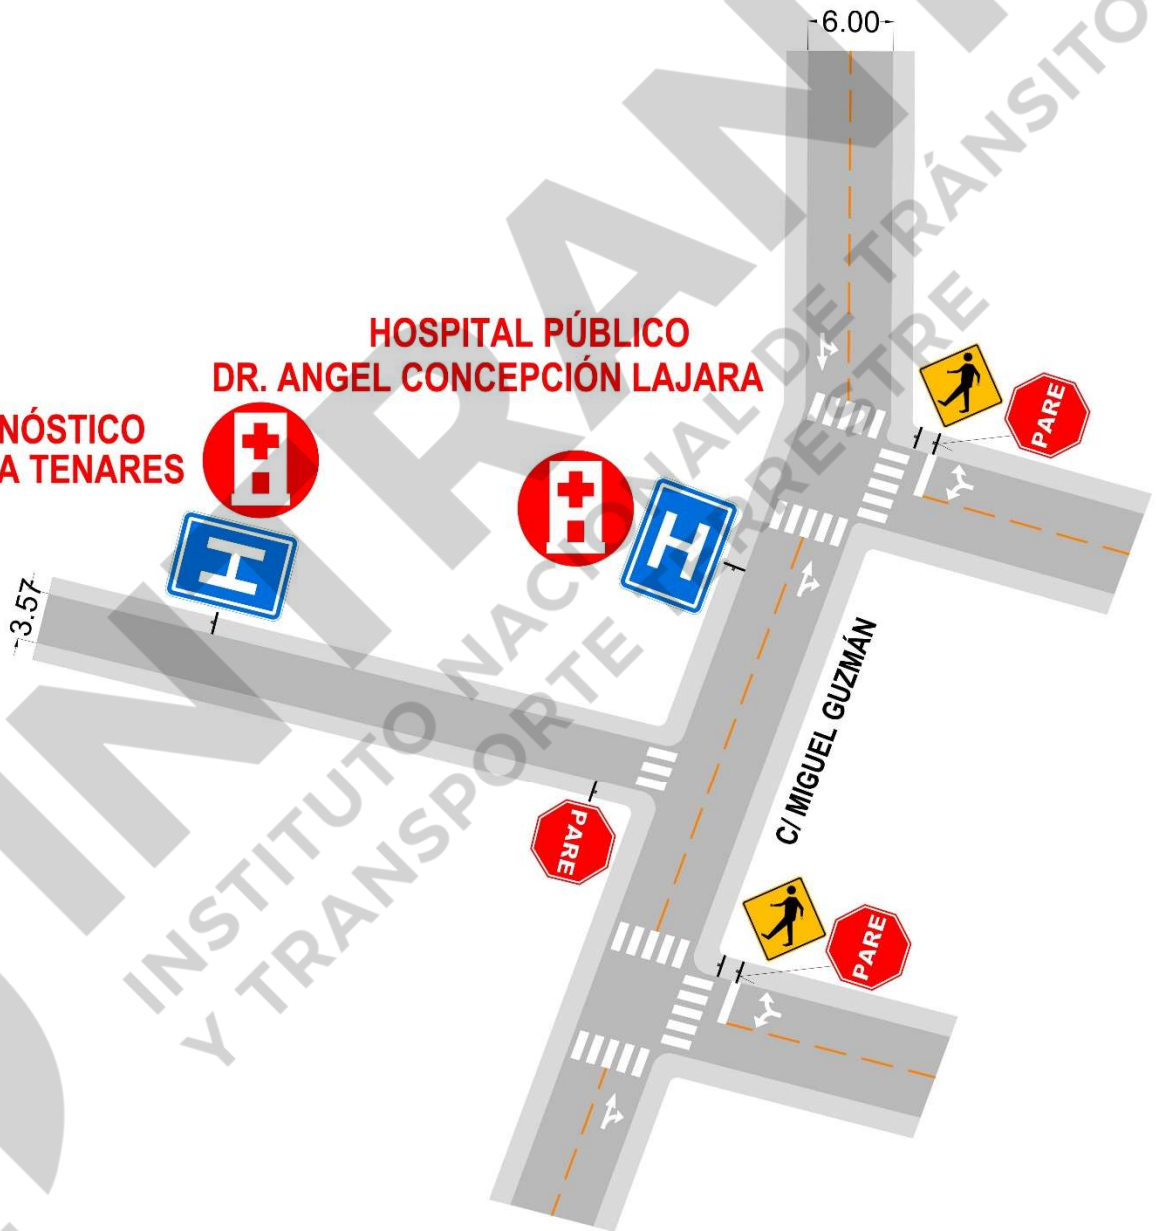 6.00
HOSPITAL PÚBLICO
DR. ANGEL CONCEPCIÓN LAJARA
NÓSTICO
A TENARES
H
H
PARE
3.57
C/ MIGUEL GUZMÁN
PARE
PARE
INTRANT
INSTITUTO NACIONAL DE TRÁNSITO
Y TRANSPORTE TERRESTRE